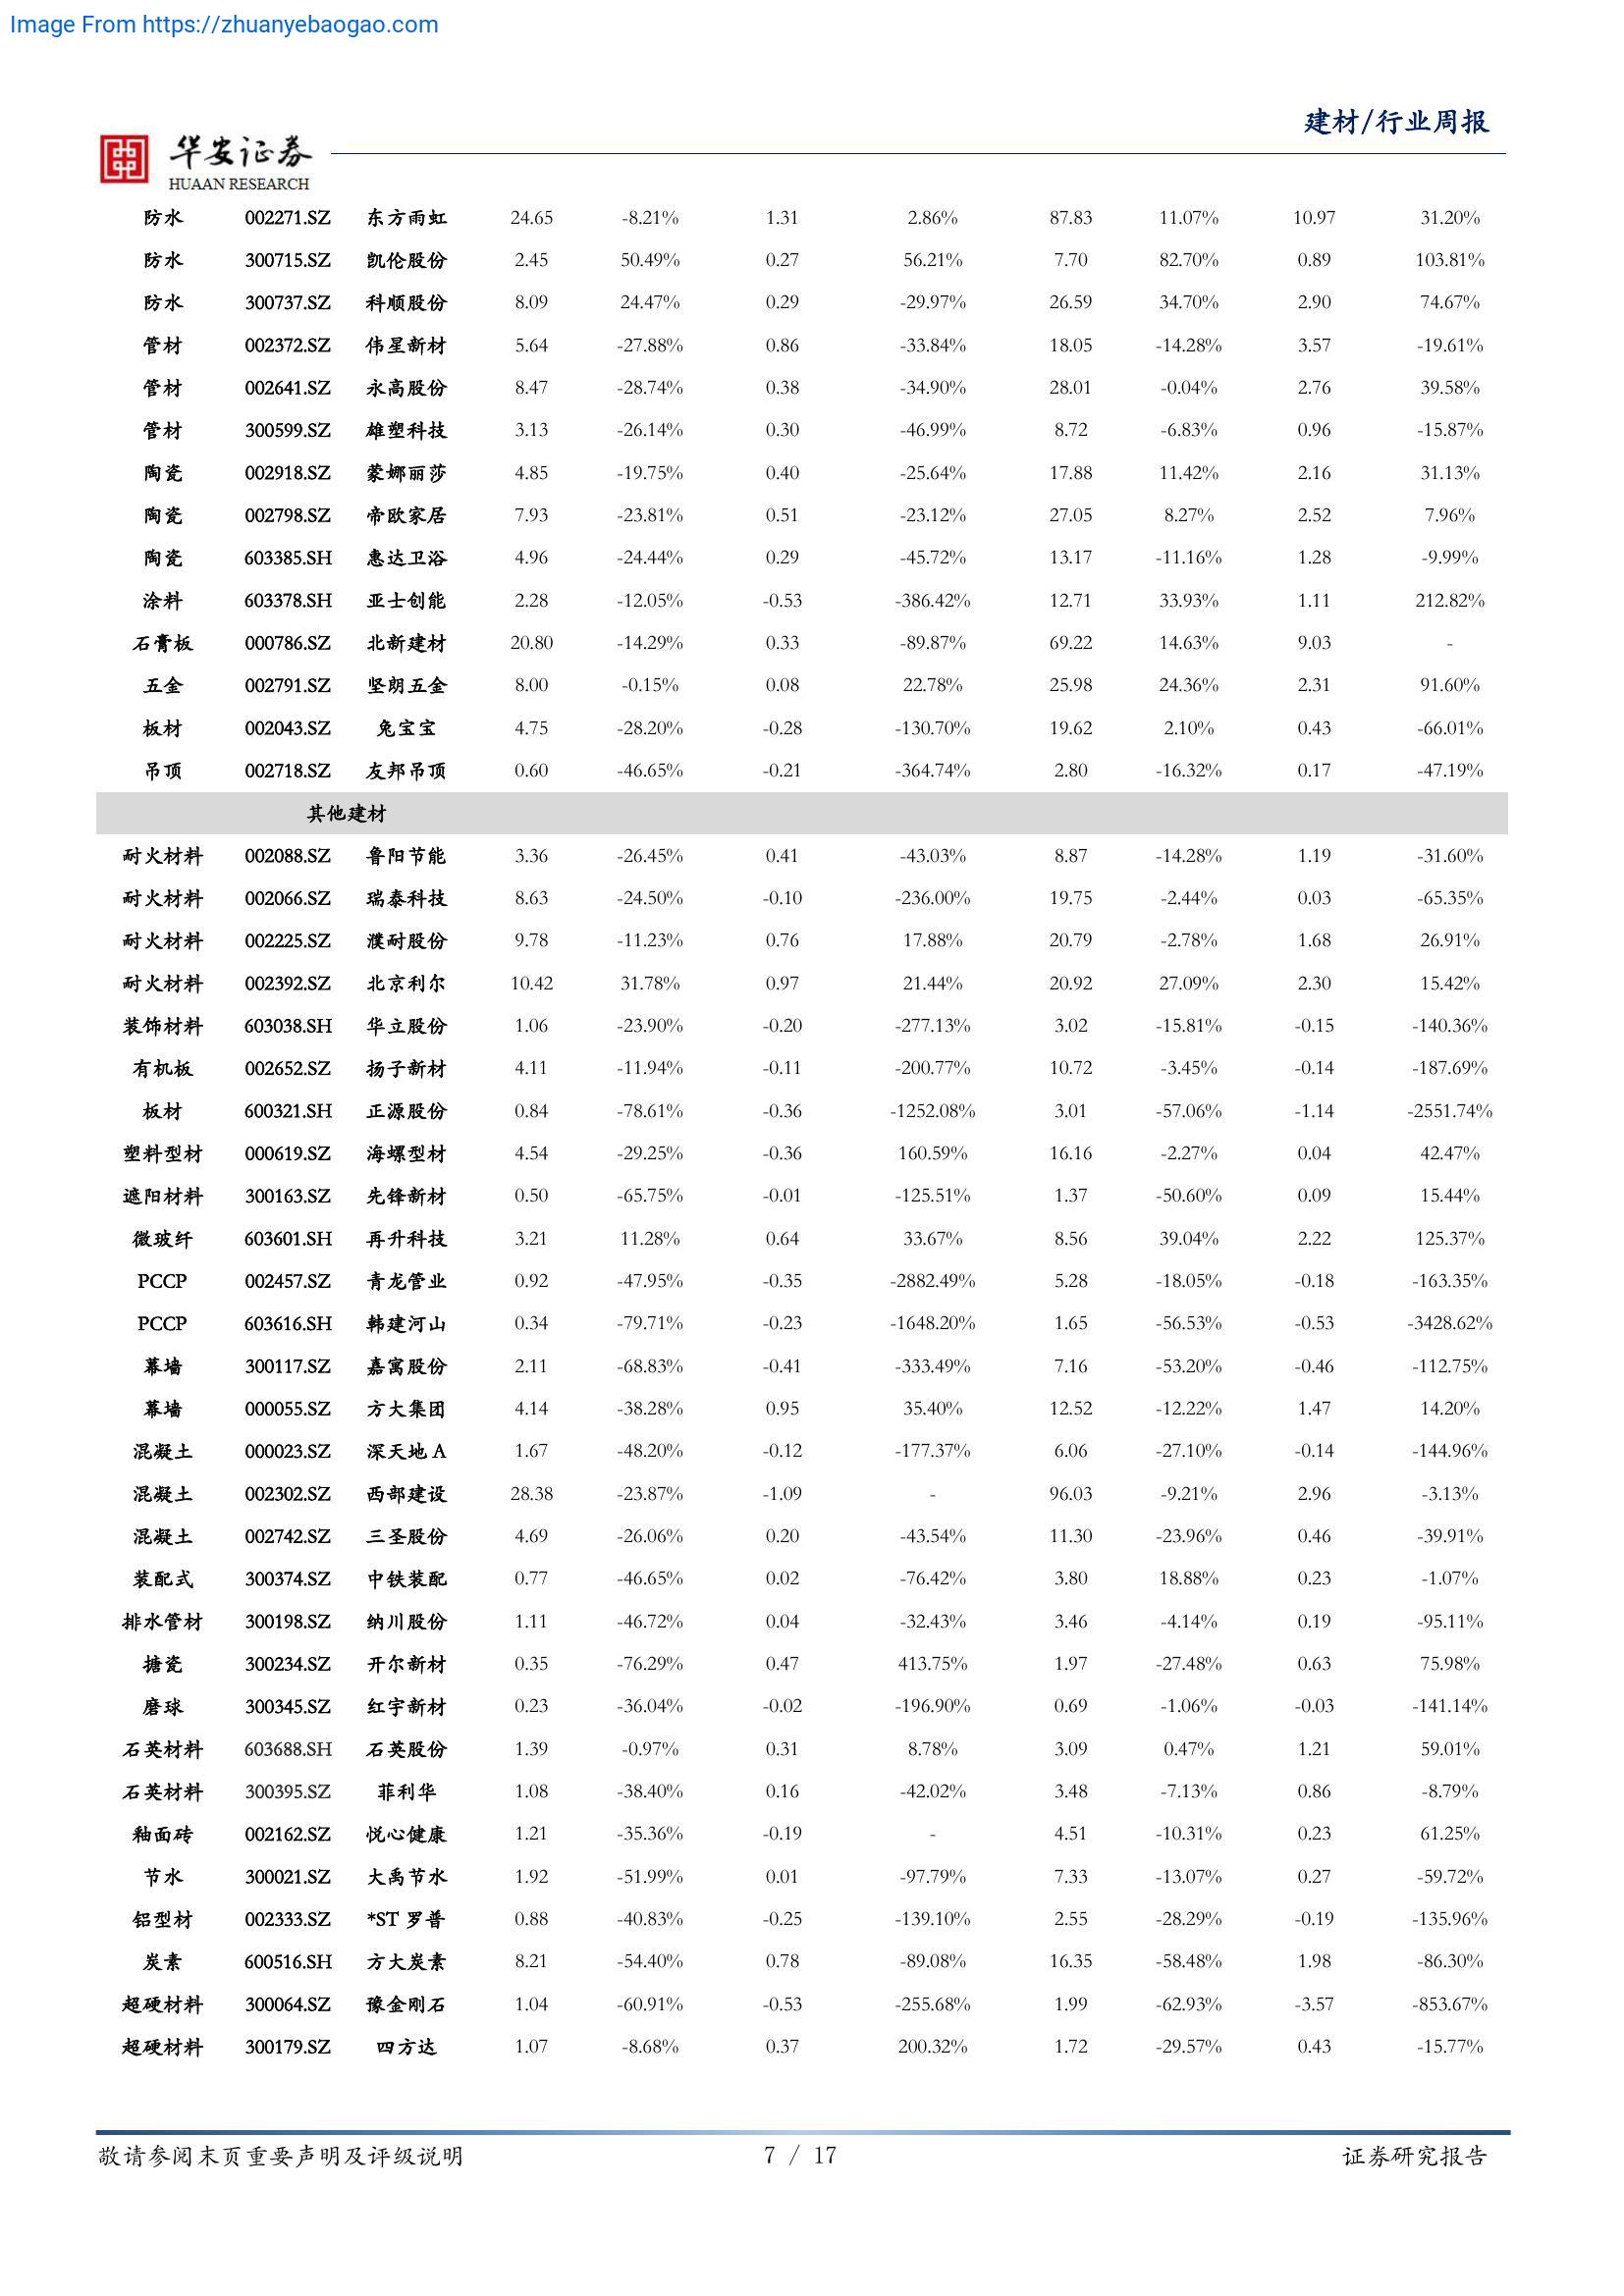 Image From https://zhuanyebaogao.com
建材/行业周报
华安证券
HUAAN RESEARCH
防水 002271.SZ 东方雨虹 24.65 -8.21% 1.31 2.86% 87.83 11.07% 10.97 31.20%
防水 300715.SZ 凯伦股份 2.45 50.49% 0.27 56.21% 7.70 82.70% 0.89 103.81%
防水 300737.SZ 科顺股份 8.09 24.47% 0.29 -29.97% 26.59 34.70% 2.90 74.67%
管材 002372.SZ 伟星新材 5.64 -27.88% 0.86 -33.84% 18.05 -14.28% 3.57 -19.61%
管材 002641.SZ 永高股份 8.47 -28.74% 0.38 -34.90% 28.01 -0.04% 2.76 39.58%
管材 300599.SZ 雄塑科技 3.13 -26.14% 0.30 -46.99% 8.72 -6.83% 0.96 -15.87%
陶瓷 002918.SZ 蒙娜丽莎 4.85 -19.75% 0.40 -25.64% 17.88 11.42% 2.16 31.13%
陶瓷 002798.SZ 帝欧家居 7.93 -23.81% 0.51 -23.12% 27.05 8.27% 2.52 7.96%
陶瓷 603385.SH 惠达卫浴 4.96 -24.44% 0.29 -45.72% 13.17 -11.16% 1.28 -9.99%
涂料 603378.SH 亚士创能 2.28 -12.05% -0.53 -386.42% 12.71 33.93% 1.11 212.82%
石膏板 000786.SZ 北新建材 20.80 -14.29% 0.33 -89.87% 69.22 14.63% 9.03 -
五金 002791.SZ 坚朗五金 8.00 -0.15% 0.08 22.78% 25.98 24.36% 2.31 91.60%
板材 002043.SZ 兔宝宝 4.75 -28.20% -0.28 -130.70% 19.62 2.10% 0.43 -66.01%
吊顶 002718.SZ 友邦吊顶 0.60 -46.65% -0.21 -364.74% 2.80 -16.32% 0.17 -47.19%
其他建材
耐火材料 002088.SZ 鲁阳节能 3.36 -26.45% 0.41 -43.03% 8.87 -14.28% 1.19 -31.60%
耐火材料 002066.SZ 瑞泰科技 8.63 -24.50% -0.10 -236.00% 19.75 -2.44% 0.03 -65.35%
耐火材料 002225.SZ 濮耐股份 9.78 -11.23% 0.76 17.88% 20.79 -2.78% 1.68 26.91%
耐火材料 002392.SZ 北京利尔 10.42 31.78% 0.97 21.44% 20.92 27.09% 2.30 15.42%
装饰材料 603038.SH 华立股份 1.06 -23.90% -0.20 -277.13% 3.02 -15.81% -0.15 -140.36%
有机板 002652.SZ 扬子新材 4.11 -11.94% -0.11 -200.77% 10.72 -3.45% -0.14 -187.69%
板材 600321.SH 正源股份 0.84 -78.61% -0.36 -1252.08% 3.01 -57.06% -1.14 -2551.74%
塑料型材 000619.SZ 海螺型材 4.54 -29.25% -0.36 160.59% 16.16 -2.27% 0.04 42.47%
遮阳材料 300163.SZ 先锋新材 0.50 -65.75% -0.01 -125.51% 1.37 -50.60% 0.09 15.44%
微玻纤 603601.SH 再升科技 3.21 11.28% 0.64 33.67% 8.56 39.04% 2.22 125.37%
PCCP 002457.SZ 青龙管业 0.92 -47.95% -0.35 -2882.49% 5.28 -18.05% -0.18 -163.35%
PCCP 603616.SH 韩建河山 0.34 -79.71% -0.23 -1648.20% 1.65 -56.53% -0.53 -3428.62%
幕墙 300117.SZ 嘉寓股份 2.11 -68.83% -0.41 -333.49% 7.16 -53.20% -0.46 -112.75%
幕墙 000055.SZ 方大集团 4.14 -38.28% 0.95 35.40% 12.52 -12.22% 1.47 14.20%
混凝土 000023.SZ 深天地 A 1.67 -48.20% -0.12 -177.37% 6.06 -27.10% -0.14 -144.96%
混凝土 002302.SZ 西部建设 28.38 -23.87% -1.09 - 96.03 -9.21% 2.96 -3.13%
混凝土 002742.SZ 三圣股份 4.69 -26.06% 0.20 -43.54% 11.30 -23.96% 0.46 -39.91%
装配式 300374.SZ 中铁装配 0.77 -46.65% 0.02 -76.42% 3.80 18.88% 0.23 -1.07%
排水管材 300198.SZ 纳川股份 1.11 -46.72% 0.04 -32.43% 3.46 -4.14% 0.19 -95.11%
搪瓷 300234.SZ 开尔新材 0.35 -76.29% 0.47 413.75% 1.97 -27.48% 0.63 75.98%
磨球 300345.SZ 红宇新材 0.23 -36.04% -0.02 -196.90% 0.69 -1.06% -0.03 -141.14%
石英材料 603688.SH 石英股份 1.39 -0.97% 0.31 8.78% 3.09 0.47% 1.21 59.01%
石英材料 300395.SZ 菲利华 1.08 -38.40% 0.16 -42.02% 3.48 -7.13% 0.86 -8.79%
釉面砖 002162.SZ 悦心健康 1.21 -35.36% -0.19 - 4.51 -10.31% 0.23 61.25%
节水 300021.SZ 大禹节水 1.92 -51.99% 0.01 -97.79% 7.33 -13.07% 0.27 -59.72%
铝型材 002333.SZ *ST 罗普 0.88 -40.83% -0.25 -139.10% 2.55 -28.29% -0.19 -135.96%
炭素 600516.SH 方大炭素 8.21 -54.40% 0.78 -89.08% 16.35 -58.48% 1.98 -86.30%
超硬材料 300064.SZ 豫金刚石 1.04 -60.91% -0.53 -255.68% 1.99 -62.93% -3.57 -853.67%
超硬材料 300179.SZ 四方达 1.07 -8.68% 0.37 200.32% 1.72 -29.57% 0.43 -15.77%
敬请参阅末页重要声明及评级说明 7 / 17 证券研究报告